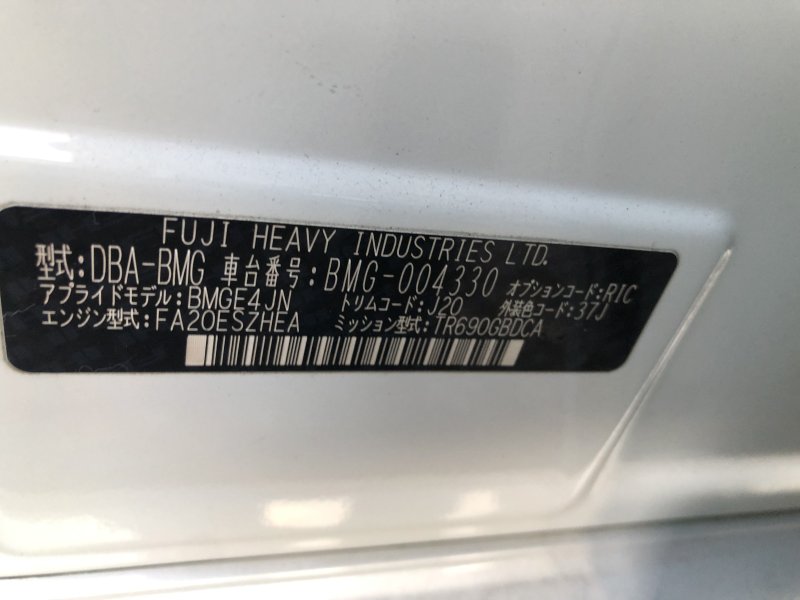 FUJI HEAVY INDUSTRIES LTD.
型式:DBA-BMG 車台番号:BMG-004330 オプションコード:RIC
アプライドモデル:BMGE4JN トリムコード:J20 外装色コード:37J
エンジン型式:FA20ESZHEA ミッション型式:TR690GBDCA